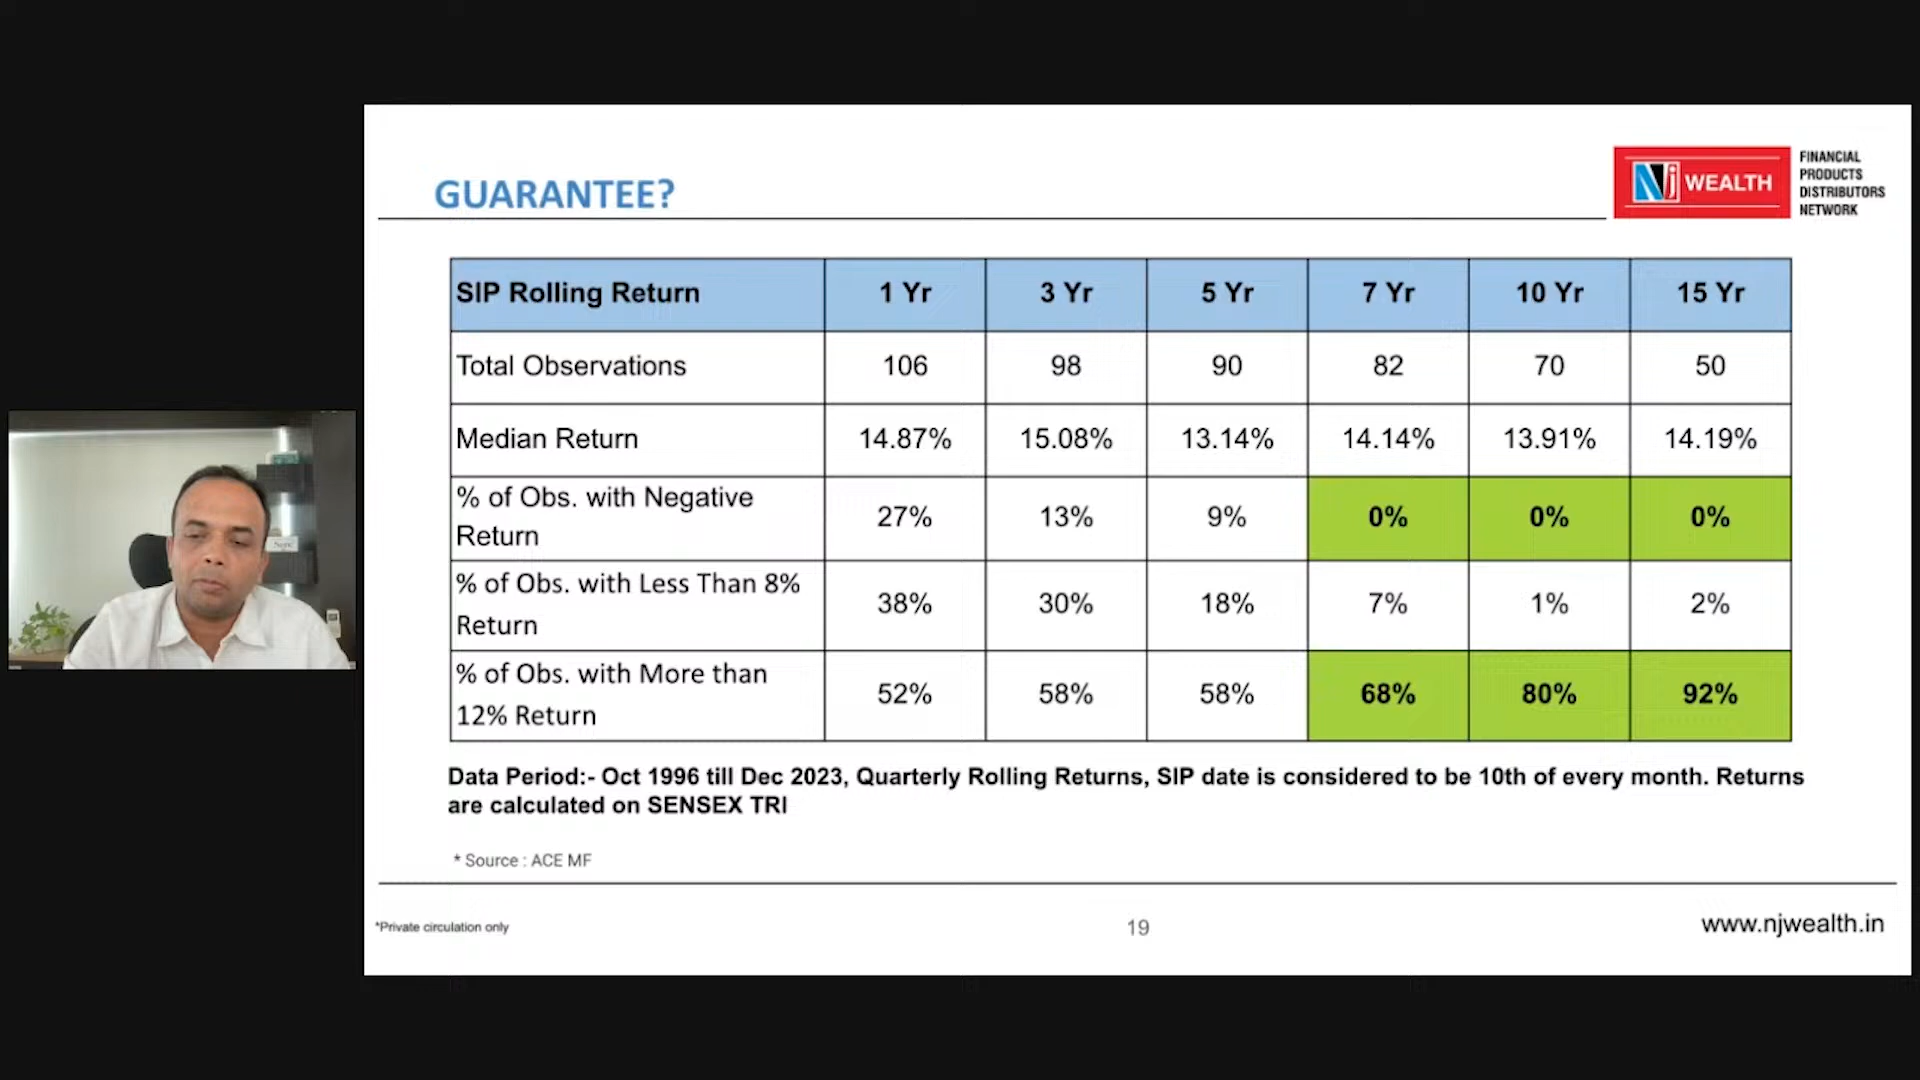 GUARANTEE?
Nj WEALTH
FINANCIAL
PRODUCTS
DISTRIBUTORS
NETWORK
SIP Rolling Return 1 Yr 3 Yr 5 Yr 7 Yr 10 Yr 15 Yr
Total Observations 106 98 90 82 70 50
Median Return 14.87% 15.08% 13.14% 14.14% 13.91% 14.19%
% of Obs. with Negative
Return 27% 13% 9% 0% 0% 0%
% of Obs. with Less Than 8%
Return 38% 30% 18% 7% 1% 2%
% of Obs. with More than
12% Return 52% 58% 58% 68% 80% 92%
Data Period:- Oct 1996 till Dec 2023, Quarterly Rolling Returns, SIP date is considered to be 10th of every month. Returns
are calculated on SENSEX TRI
* Source : ACE MF
*Private circulation only
19
www.njwealth.in